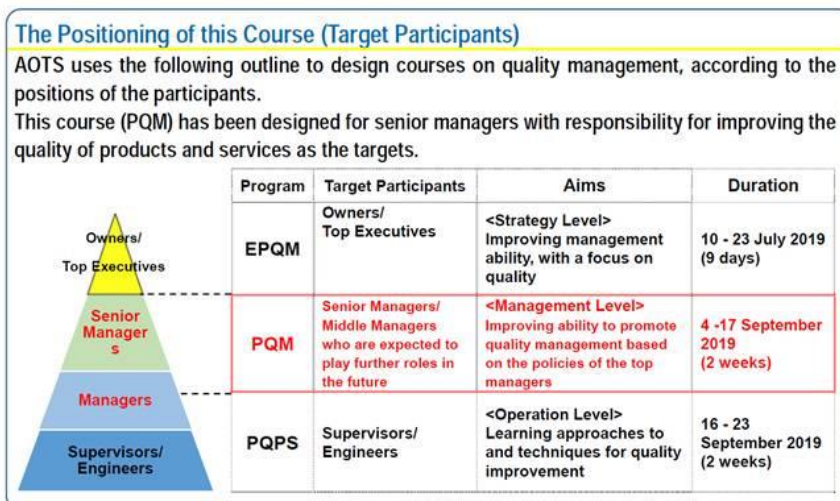 The Positioning of this Course (Target Participants)
AOTS uses the following outline to design courses on quality management, according to the
positions of the participants.
This course (PQM) has been designed for senior managers with responsibility for improving the
quality of products and services as the targets.
Owners/
Top Executives
Senior
Manager
s
Managers
Supervisors/
Engineers
Program Target Participants Aims Duration
EPQM
Owners/
Top Executives
<Strategy Level>
Improving management
ability, with a focus on
quality
10 - 23 July 2019
(9 days)
PQM
Senior Managers/
Middle Managers
who are expected to
play further roles in
the future
<Management Level>
Improving ability to promote
quality management based
on the policies of the top
managers
4 -17 September
2019
(2 weeks)
PQPS
Supervisors/
Engineers
<Operation Level>
Learning approaches to
and techniques for quality
improvement
16 - 23
September 2019
(2 weeks)